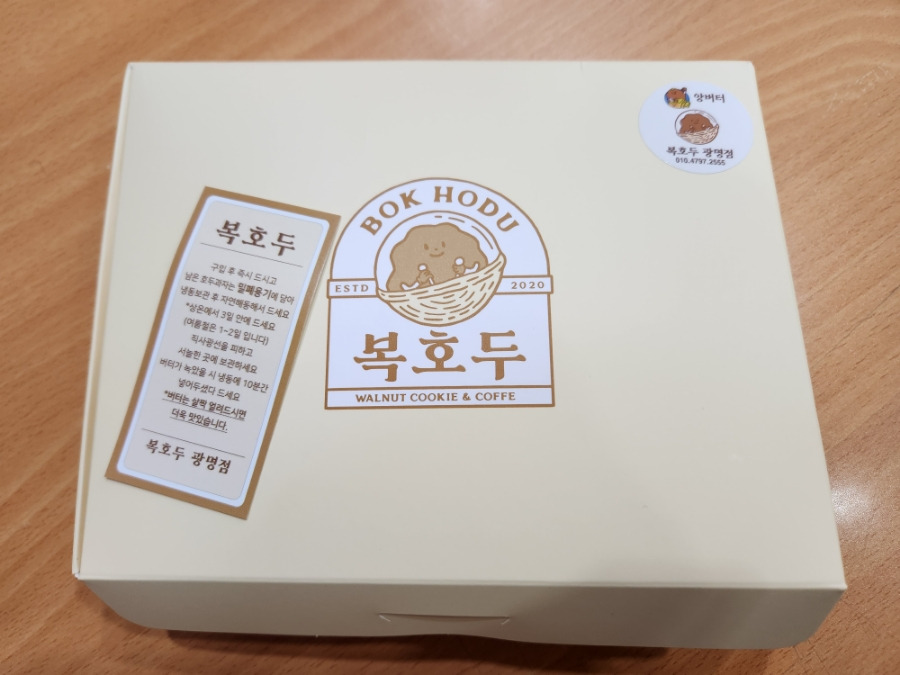 앙버터
복호두 광명점
010.4797.2555
BOK HODU
ESTD 2020
복호두
WALNUT COOKIE & COFFE
복호두
구입 후 즉시 드시고
남은 호두과자는 밀폐용기에 담아
냉동보관 후 자연해동해서 드세요
*상온에서 3일 안에 드세요
(여름철은 1~2일 입니다)
직사광선을 피하고
서늘한 곳에 보관하세요
버터가 녹았을 시 냉동에 10분간
넣어두셨다 드세요
*버터는 살짝 얼려드시면
더욱 맛있습니다.
복호두 광명점